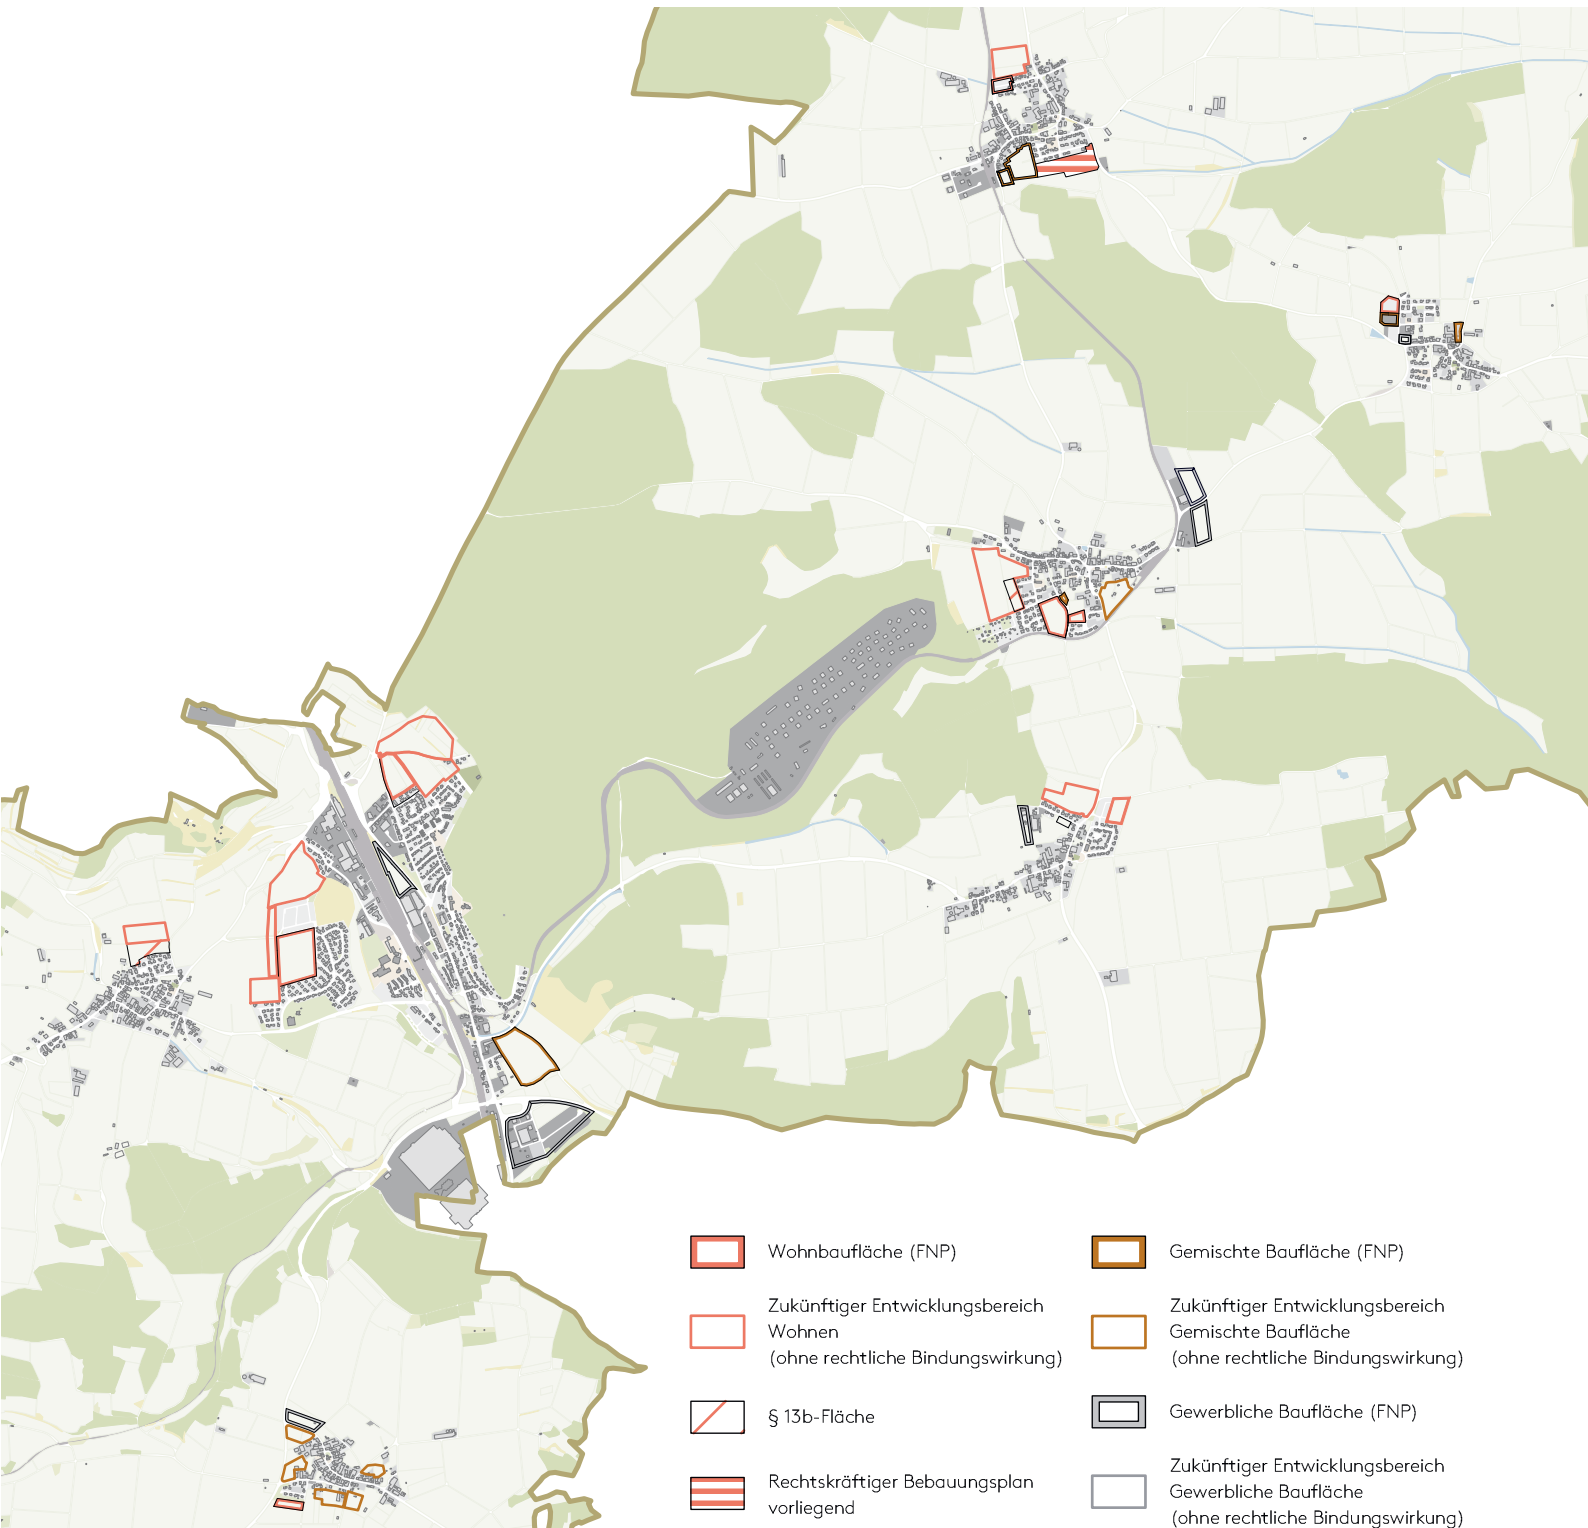 Wohnbaufläche (FNP)
Zukünftiger Entwicklungsbereich
Wohnen
(ohne rechtliche Bindungswirkung)
§ 13b-Fläche
Rechtskräftiger Bebauungsplan
vorliegend
Gemischte Baufläche (FNP)
Zukünftiger Entwicklungsbereich
Gemischte Baufläche
(ohne rechtliche Bindungswirkung)
Gewerbliche Baufläche (FNP)
Zukünftiger Entwicklungsbereich
Gewerbliche Baufläche
(ohne rechtliche Bindungswirkung)